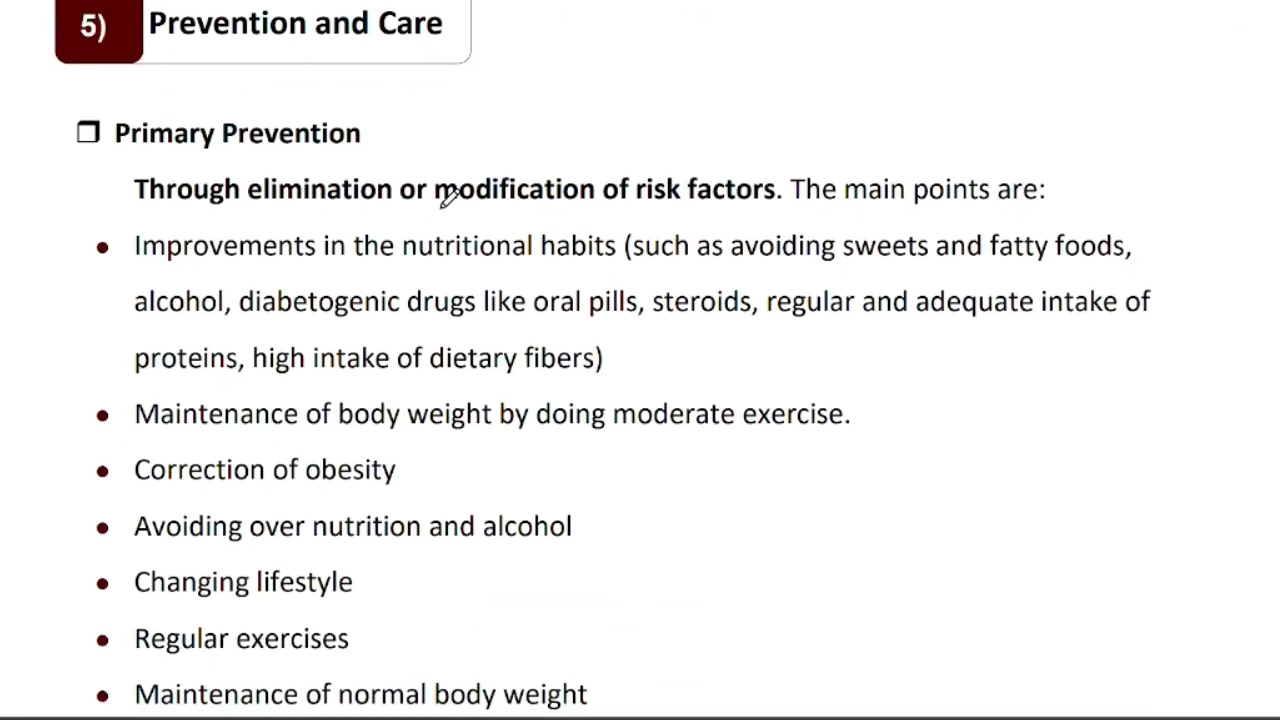 5) Prevention and Care
❐ Primary Prevention
Through elimination or modification of risk factors. The main points are:
• Improvements in the nutritional habits (such as avoiding sweets and fatty foods,
alcohol, diabetogenic drugs like oral pills, steroids, regular and adequate intake of
proteins, high intake of dietary fibers)
• Maintenance of body weight by doing moderate exercise.
• Correction of obesity
• Avoiding over nutrition and alcohol
• Changing lifestyle
• Regular exercises
• Maintenance of normal body weight